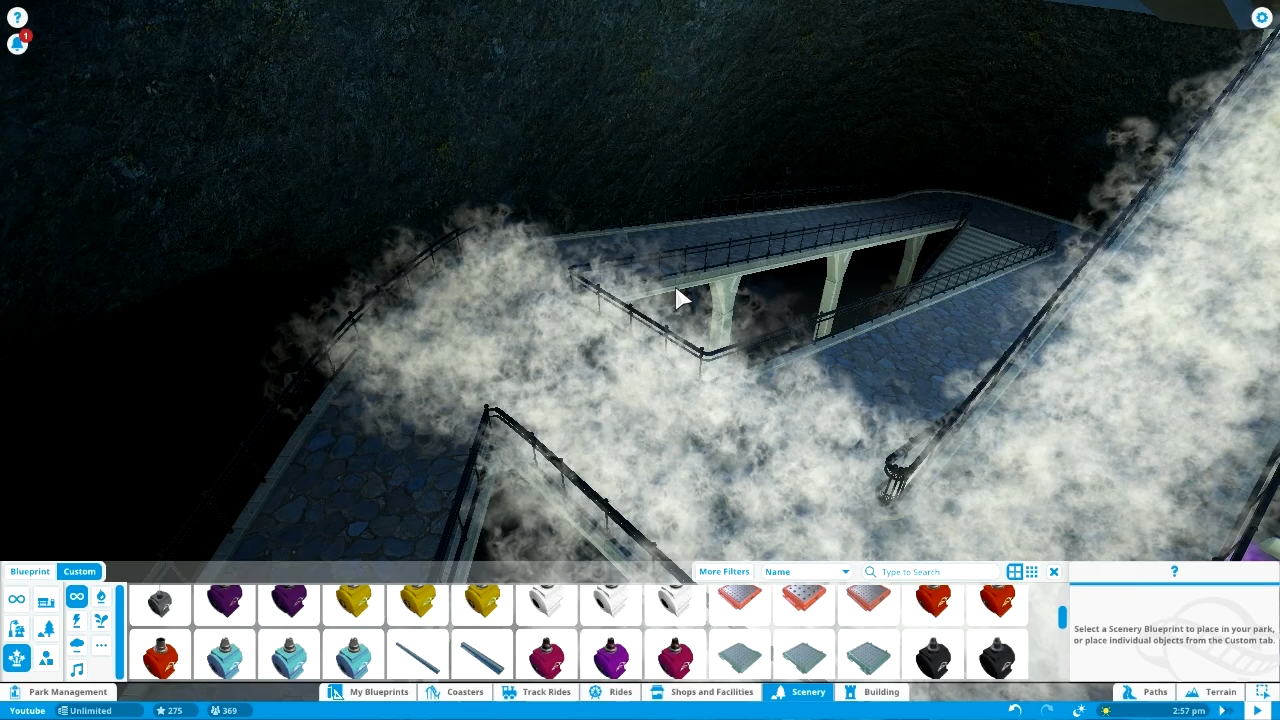 ?
1
Blueprint Custom More Filters Name Type to Search
?
Select a Scenery Blueprint to place in your park,
or place individual objects from the Custom tab.
Park Management My Blueprints Coasters Track Rides Rides Shops and Facilities Scenery Building Paths Terrain
Youtube Unlimited 275 369 2:57 pm